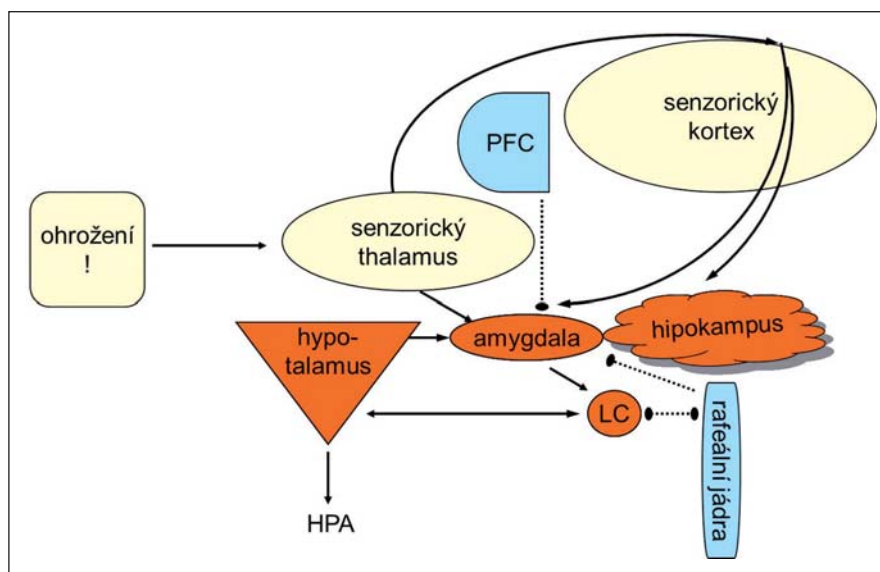 senzorický
kortex
PFC
ohrožení
!
senzorický
thalamus
hypo-
talamus
amygdala
hipokampus
LC
rafeální jádra
HPA